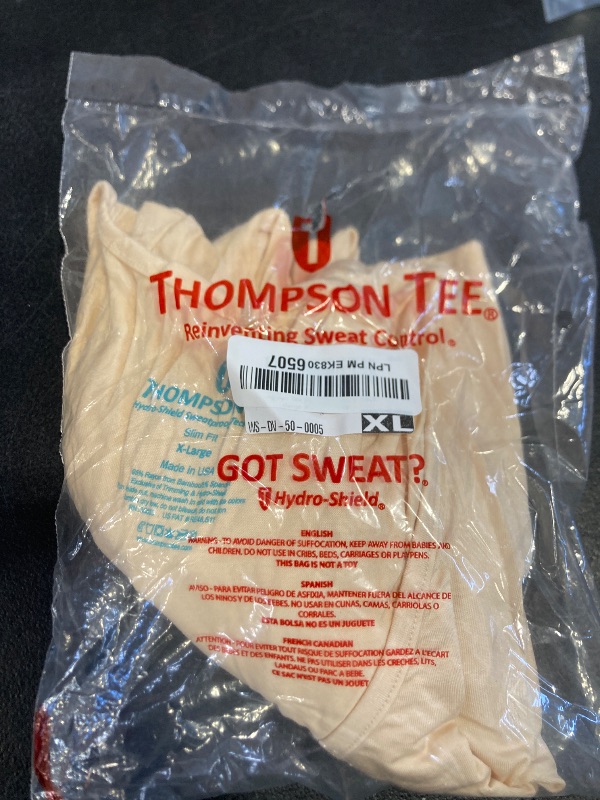 THOMPSON TEE®
Reinventing Sweat Control®
LPN PM EK830 6507
XL
THOMPSON
Slim Fit
X-Large
Made in USA
GOT SWEAT?®
Hydro-Shield®
ENGLISH
WARNING - TO AVOID DANGER OF SUFFOCATION, KEEP AWAY FROM BABIES AND
CHILDREN. DO NOT USE IN CRIBS, BEDS, CARRIAGES OR PLAYPENS.
THIS BAG IS NOT A TOY
SPANISH
AVISO - PARA EVITAR PELIGRO DE ASFIXIA, MANTENER FUERA DEL ALCANCE DE
LOS NINOS Y DE LOS BEBES. NO USAR EN CUNAS, CAMAS, CARRIOLAS O
CORRALES.
ESTA BOLSA NO ES UN JUGUETE
FRENCH CANADIAN
ATTENTION: POUR EVITER TOUT RISQUE DE SUFFOCATION GARDEZ A L'ECART
DES BEBES ET DES ENFANTS. NE PAS UTILISER DANS LES CRECHES, LITS,
LANDAUS OU PARC A BEBE.
CE SAC N'EST PAS UN JOUET